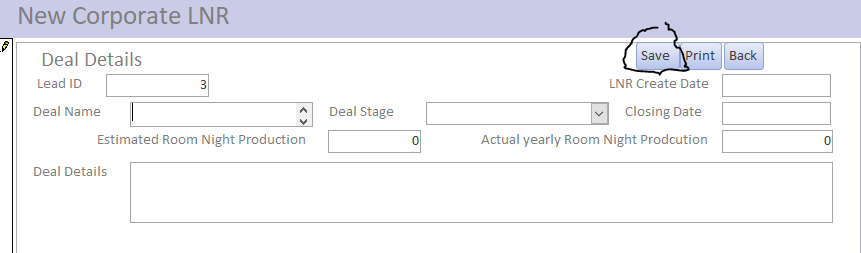 New Corporate LNR
Deal Details Save Print Back
Lead ID 3 LNR Create Date
Deal Name Deal Stage Closing Date
Estimated Room Night Production 0 Actual yearly Room Night Prodcution 0
Deal Details